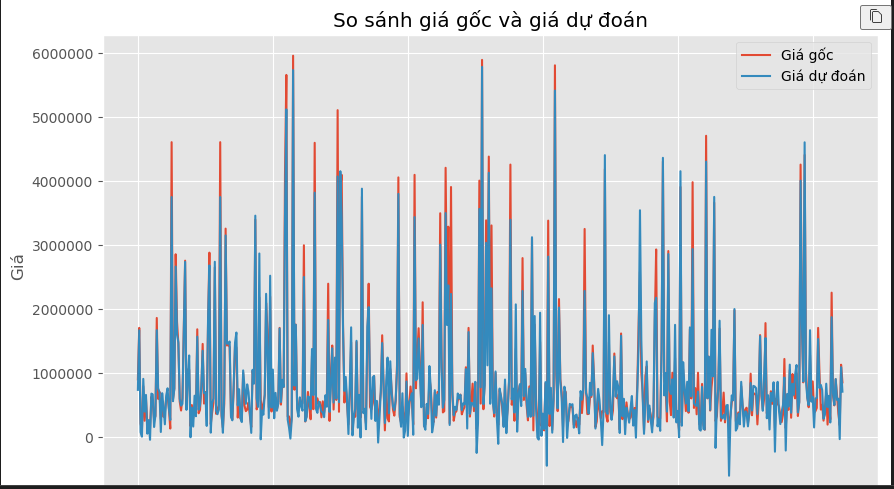 So sánh giá gốc và giá dự đoán
Giá gốc
Giá dự đoán
6000000
5000000
4000000
3000000
2000000
1000000
0
Giá